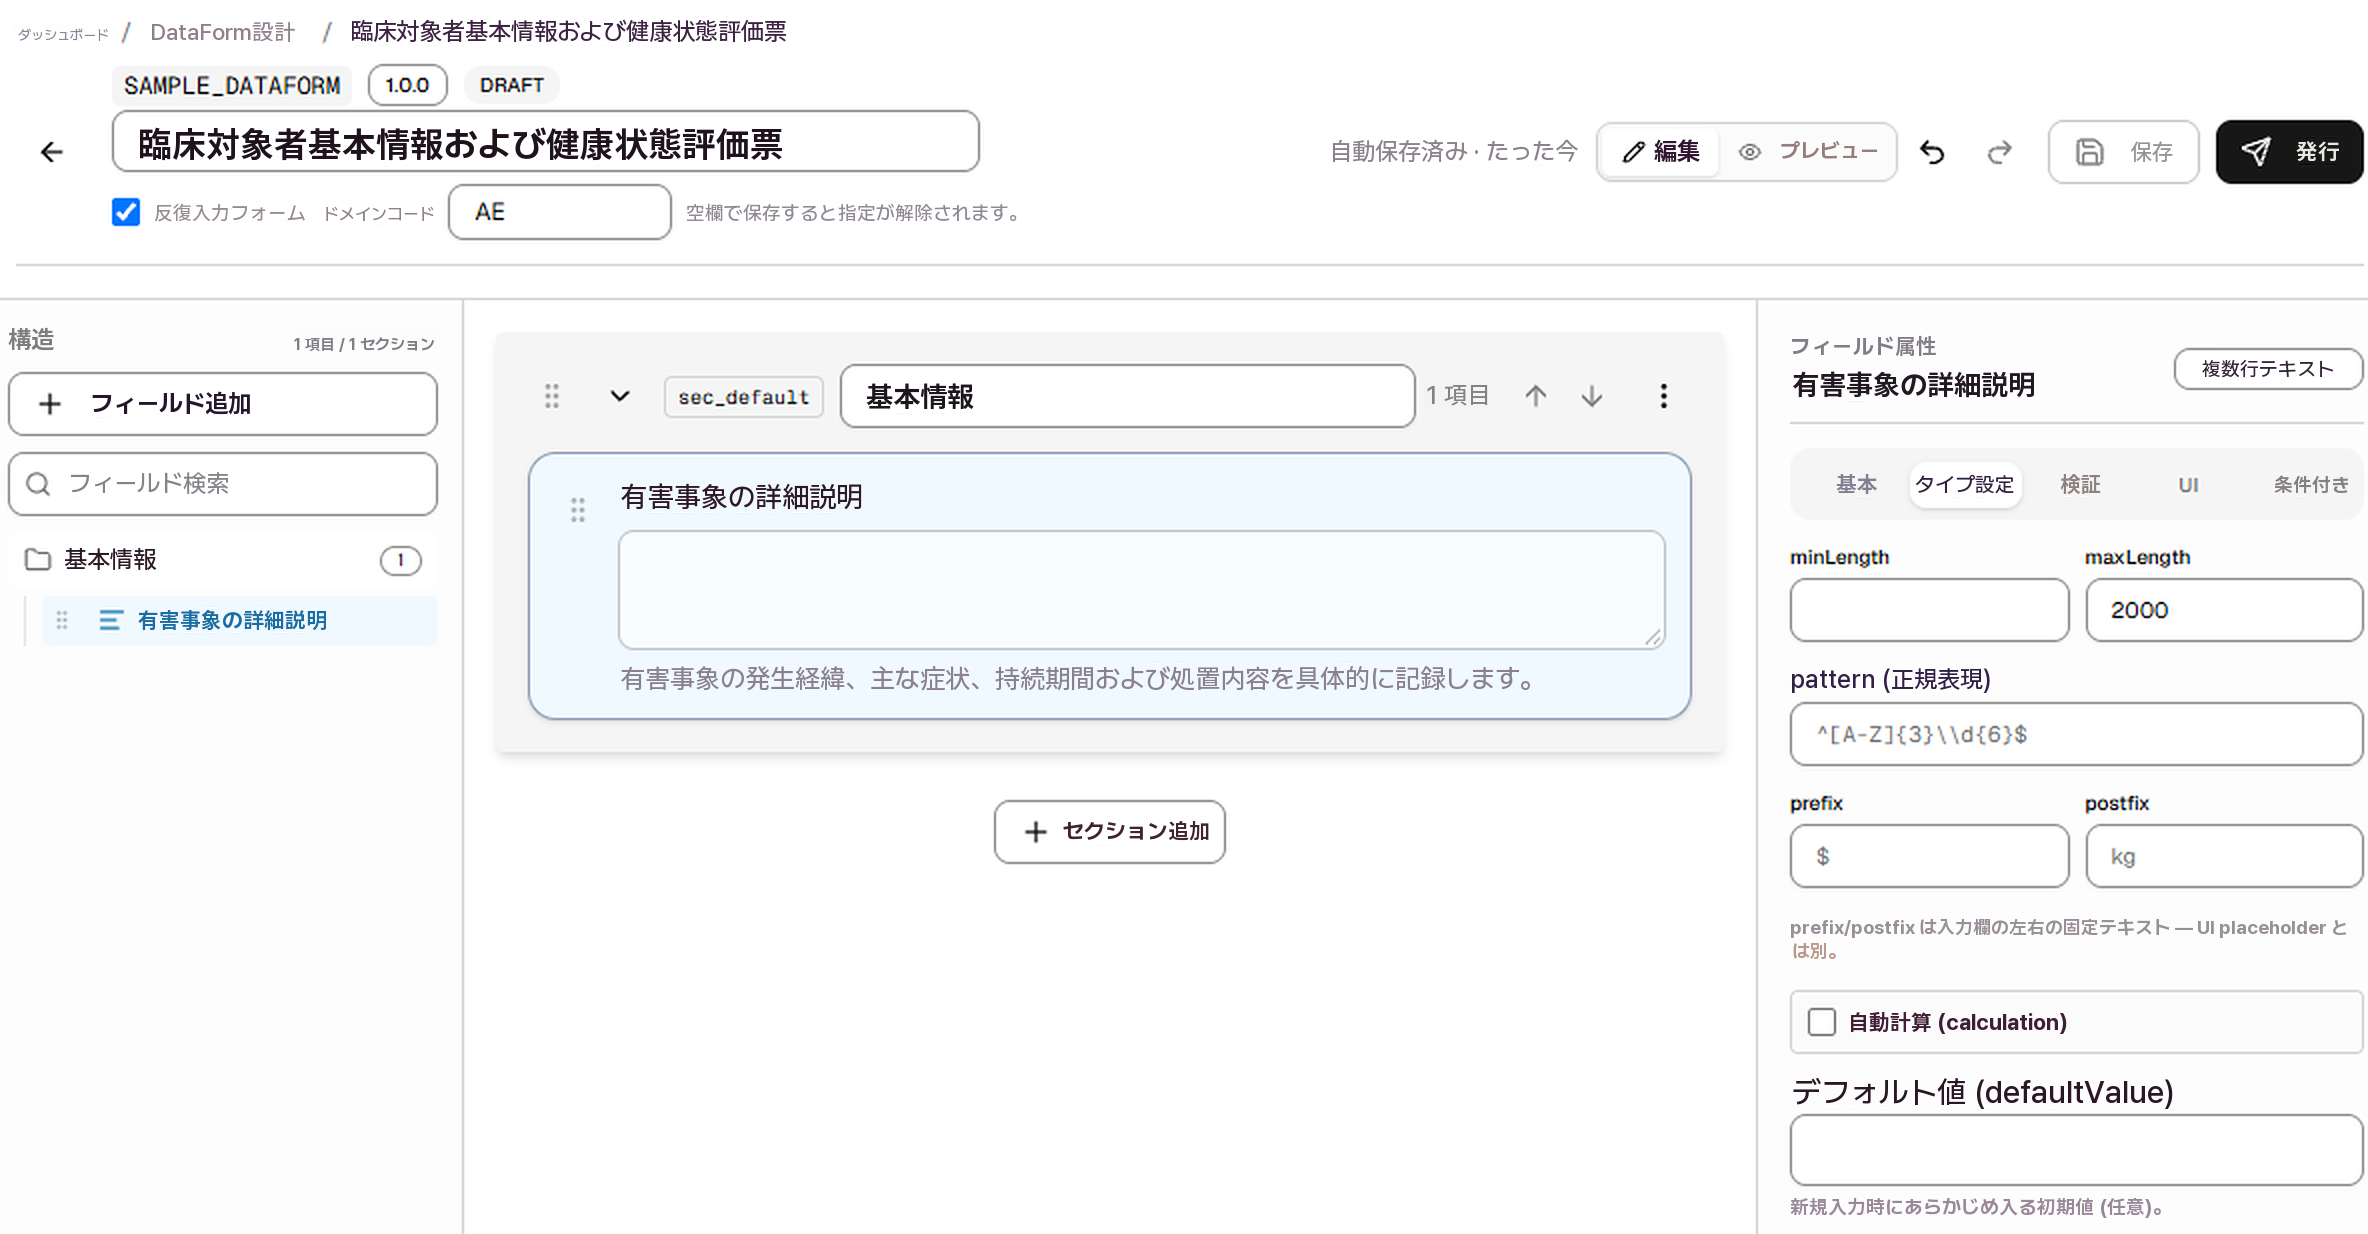 ダッシュボード / DataForm設計 / 臨床対象者基本情報および健康状態評価票
SAMPLE_DATAFORM 1.0.0 DRAFT
臨床対象者基本情報および健康状態評価票
自動保存済み · たった今 編集 プレビュー 保存 発行
反復入力フォーム ドメインコード AE 空欄で保存すると指定が解除されます。
構造 1 項目 / 1 セクション
フィールド追加
フィールド検索
基本情報 1
有害事象の詳細説明
sec_default 基本情報 1 項目
有害事象の詳細説明
有害事象の発生経緯、主な症状、持続期間および処置内容を具体的に記録します。
セクション追加
フィールド属性
有害事象の詳細説明 複数行テキスト
基本 タイプ設定 検証 UI 条件付き
minLength maxLength
2000
pattern (正規表現)
^[A-Z]{3}\\d{6}$
prefix postfix
$ kg
prefix/postfix は入力欄の左右の固定テキスト — UI placeholder と
は別。
自動計算 (calculation)
デフォルト値 (defaultValue)
新規入力時にあらかじめ入る初期値 (任意)。